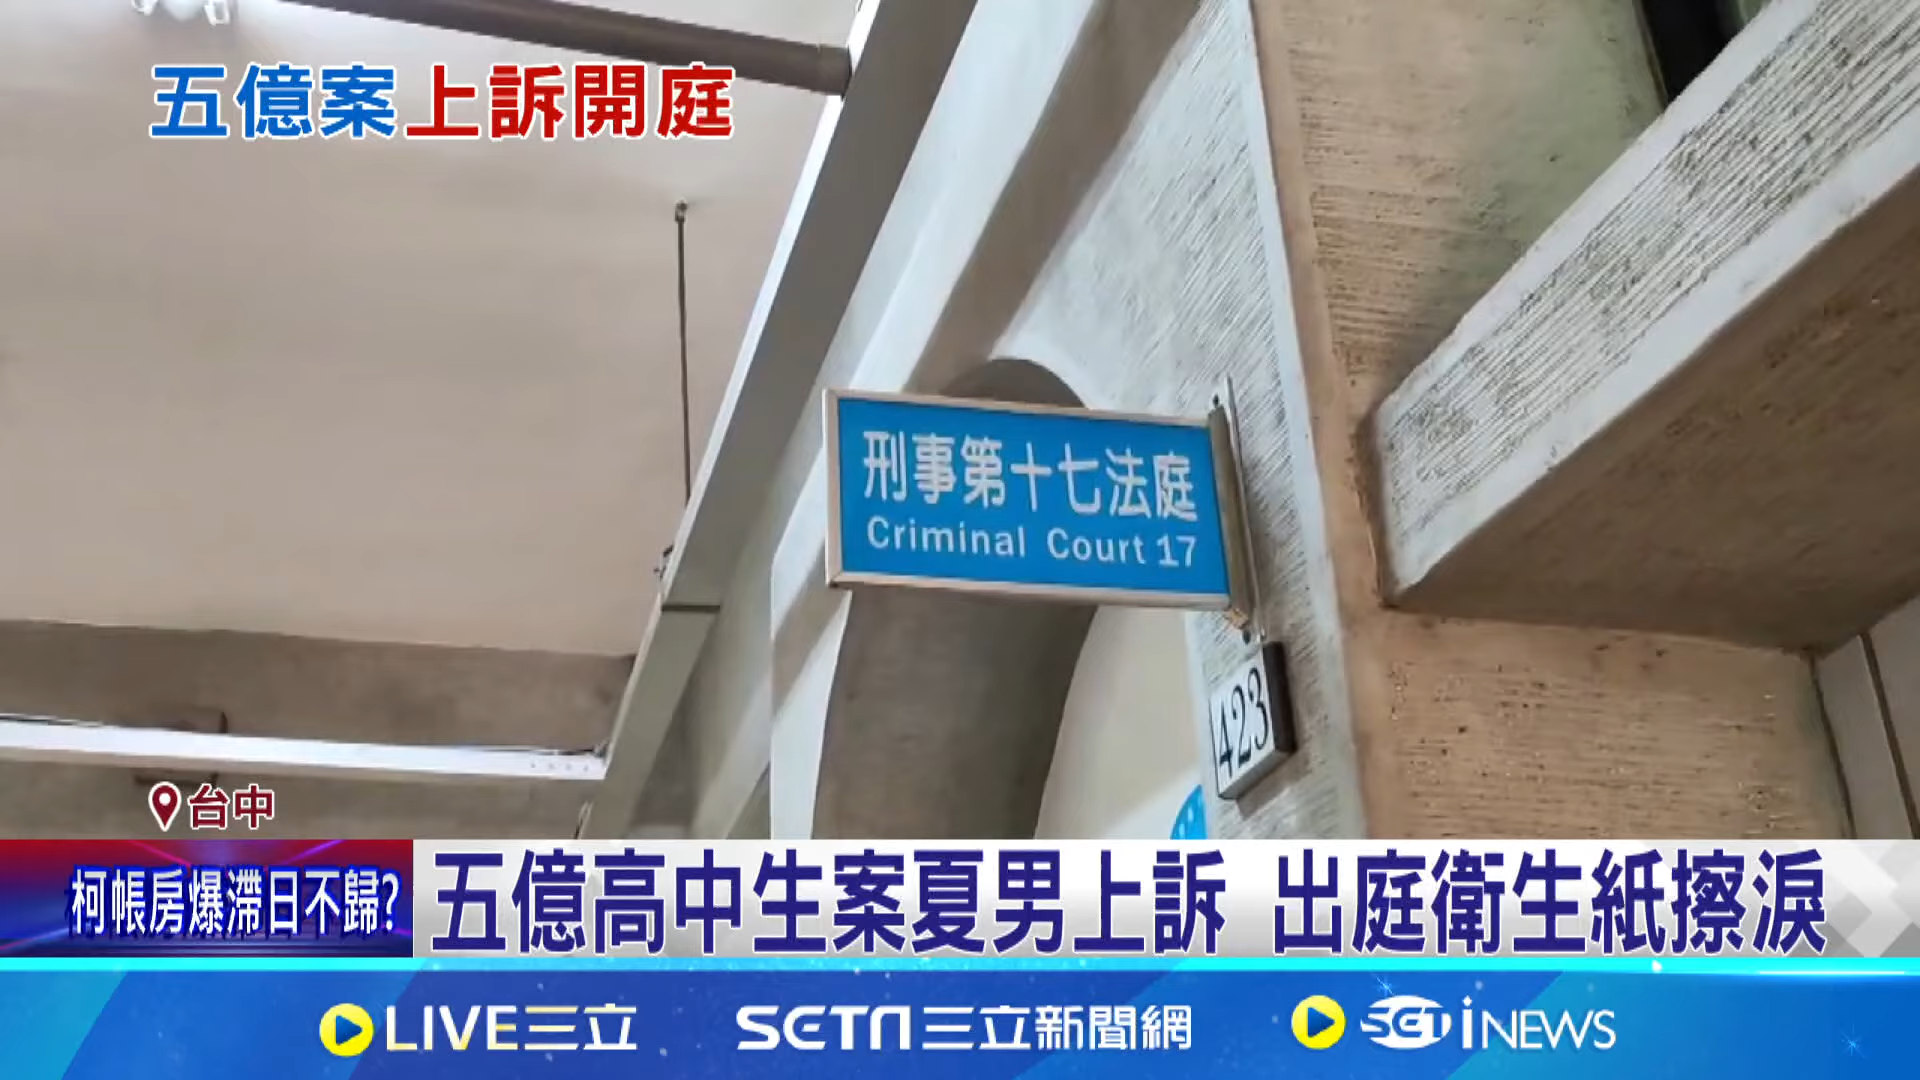 五億案上訴開庭
刑事第十七法庭
Criminal Court 17
423
台中
柯帳房爆滯日不歸?
五億高中生案夏男上訴 出庭衛生紙擦淚
LIVE三立
SETN三立新聞網
SET iNEWS